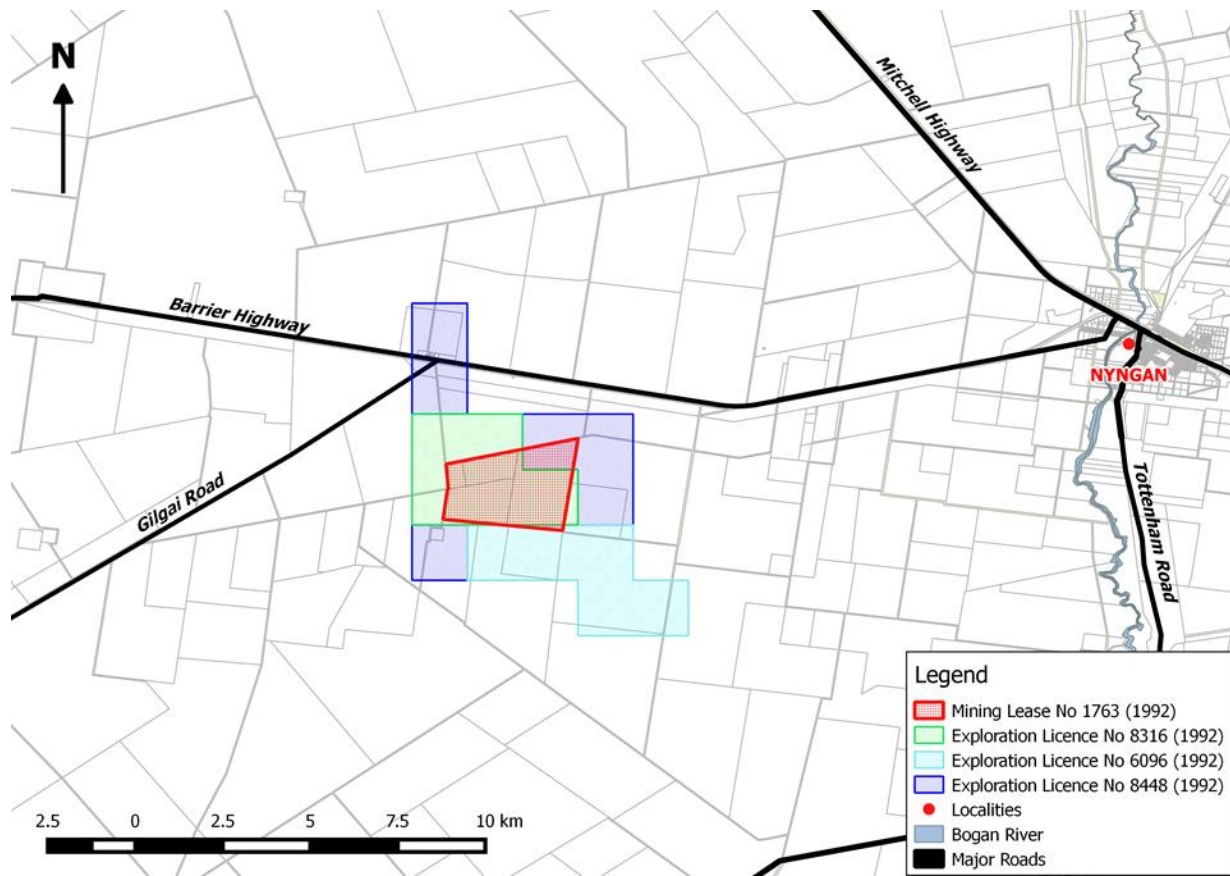 N
Mitchell Highway
Barrier Highway
NYNGAN
Gilgai Road
Tottenham Road
Legend
Mining Lease No 1763 (1992)
Exploration Licence No 8316 (1992)
Exploration Licence No 6096 (1992)
Exploration Licence No 8448 (1992)
Localities
Bogan River
Major Roads
2.5 0 2.5 5 7.5 10 km